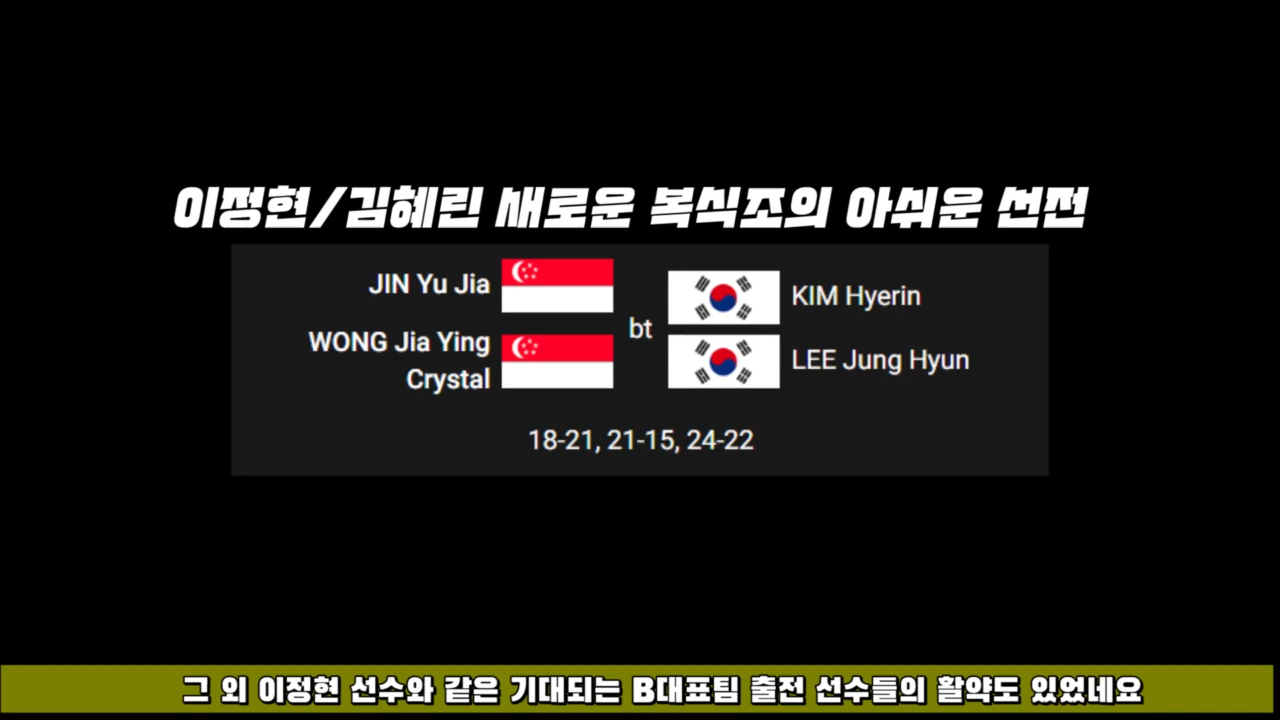 이정현/김혜린 새로운 복식조의 아쉬운 선전
JIN Yu Jia
WONG Jia Ying
Crystal
bt
KIM Hyerin
LEE Jung Hyun
18-21, 21-15, 24-22
그 외 이정현 선수와 같은 기대되는 B대표팀 출전 선수들의 활약도 있었네요